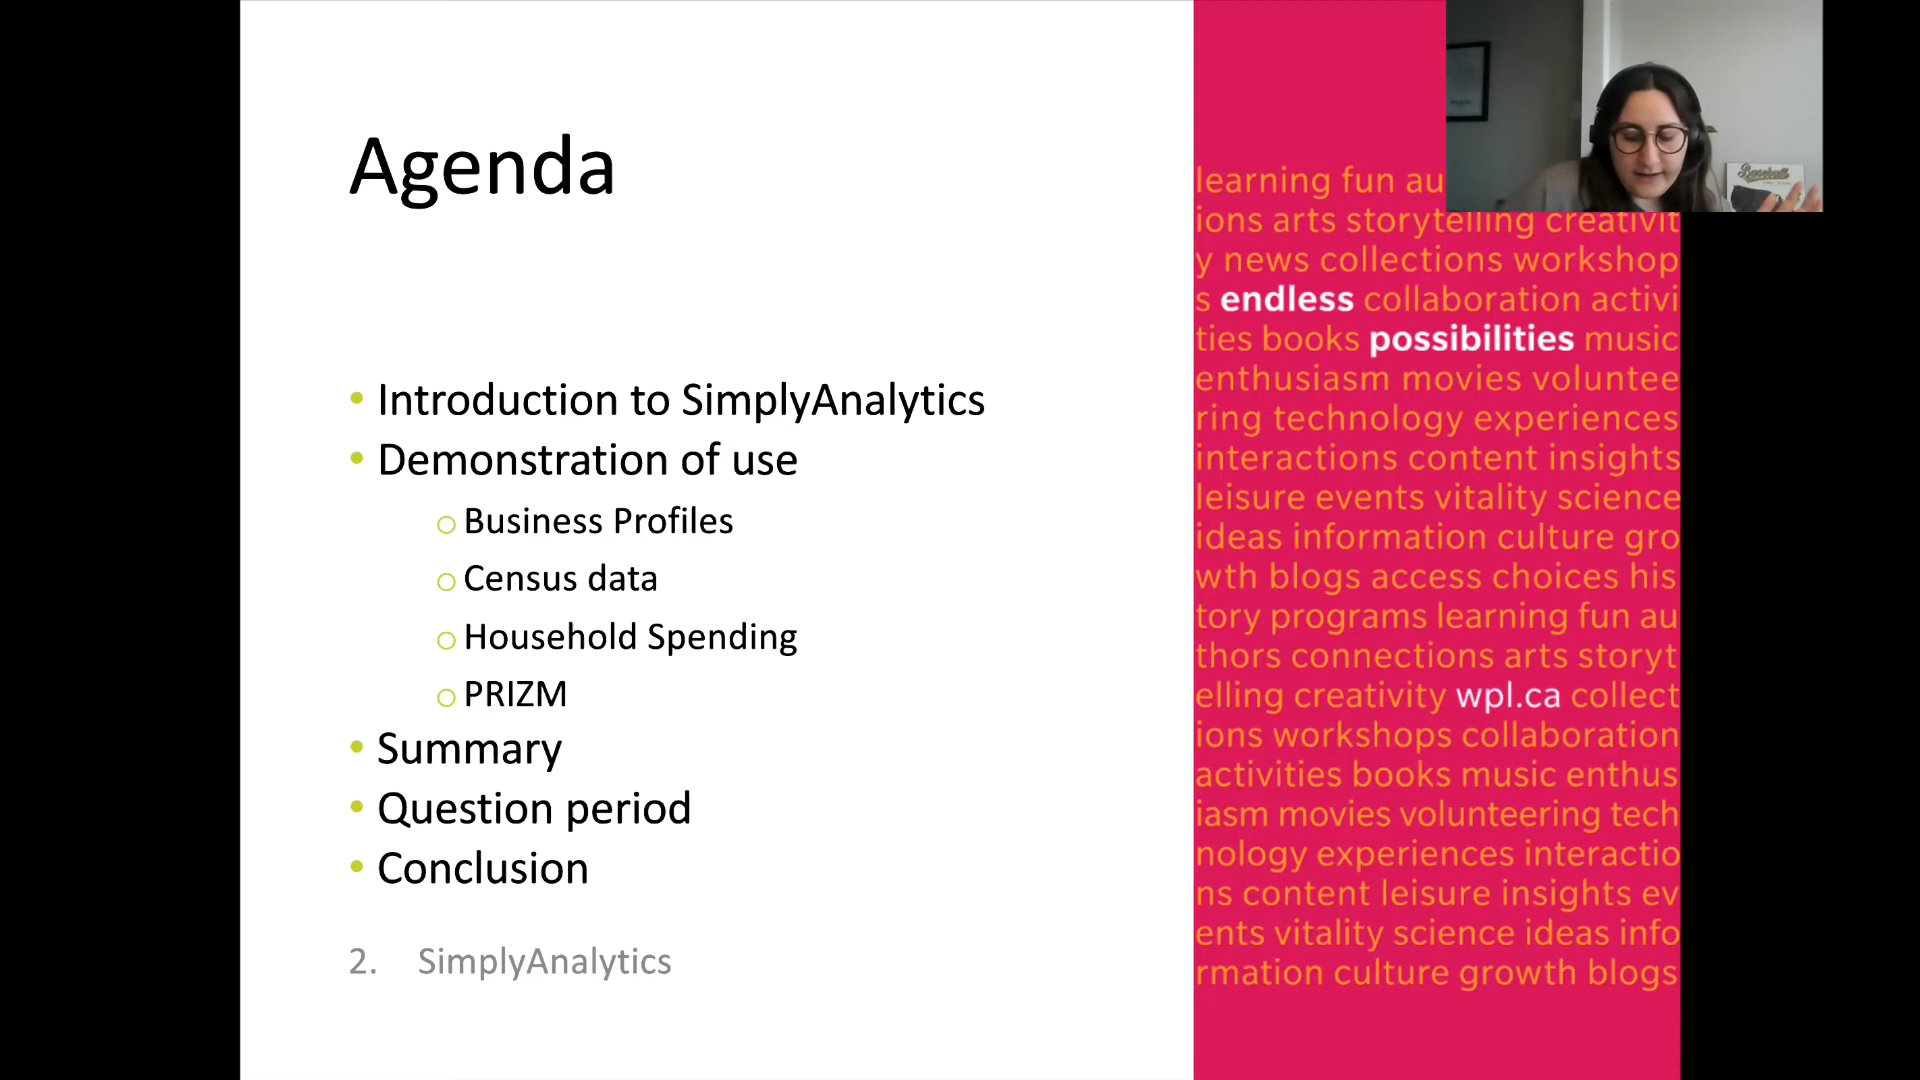 Agenda
• Introduction to SimplyAnalytics
• Demonstration of use
o Business Profiles
o Census data
o Household Spending
o PRIZM
• Summary
• Question period
• Conclusion
2. SimplyAnalytics
learning fun au
ions arts storytelling creativit
y news collections workshop
s endless collaboration activi
ties books possibilities music
enthusiasm movies voluntee
ring technology experiences
interactions content insights
leisure events vitality science
ideas information culture gro
wth blogs access choices his
tory programs learning fun au
thors connections arts storyt
elling creativity wpl.ca collect
ions workshops collaboration
activities books music enthus
iasm movies volunteering tech
nology experiences interactio
ns content leisure insights ev
ents vitality science ideas info
rmation culture growth blogs
Baseball